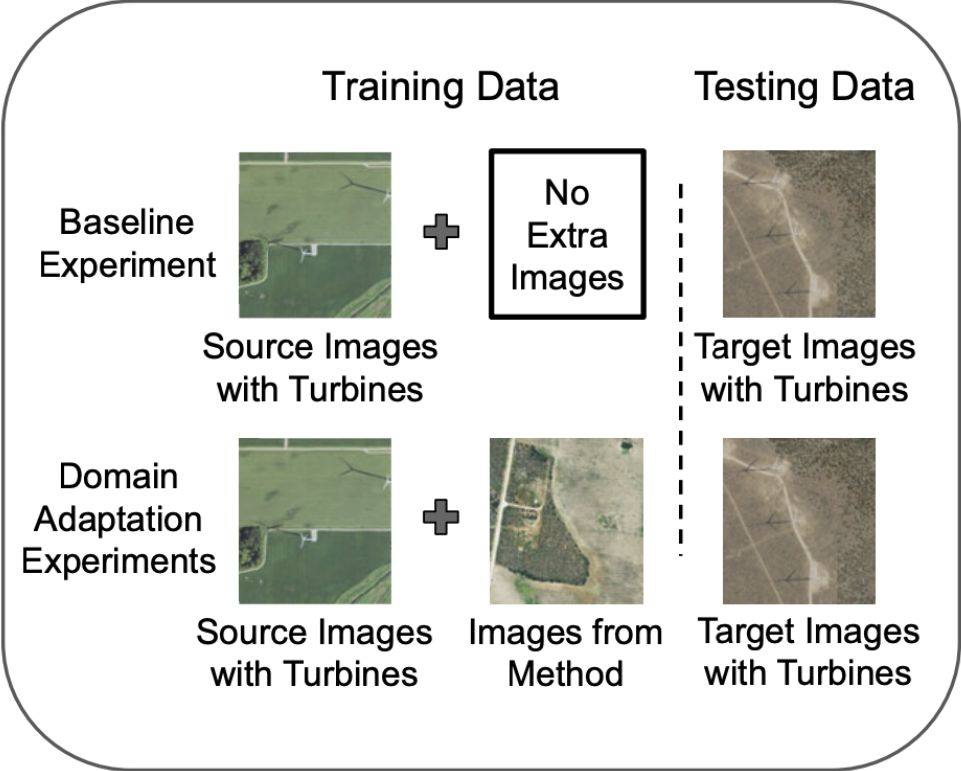 Training Data
Testing Data
Baseline
Experiment
No
Extra
Images
Source Images
with Turbines
Target Images
with Turbines
Domain
Adaptation
Experiments
Source Images
with Turbines
Images from
Method
Target Images
with Turbines